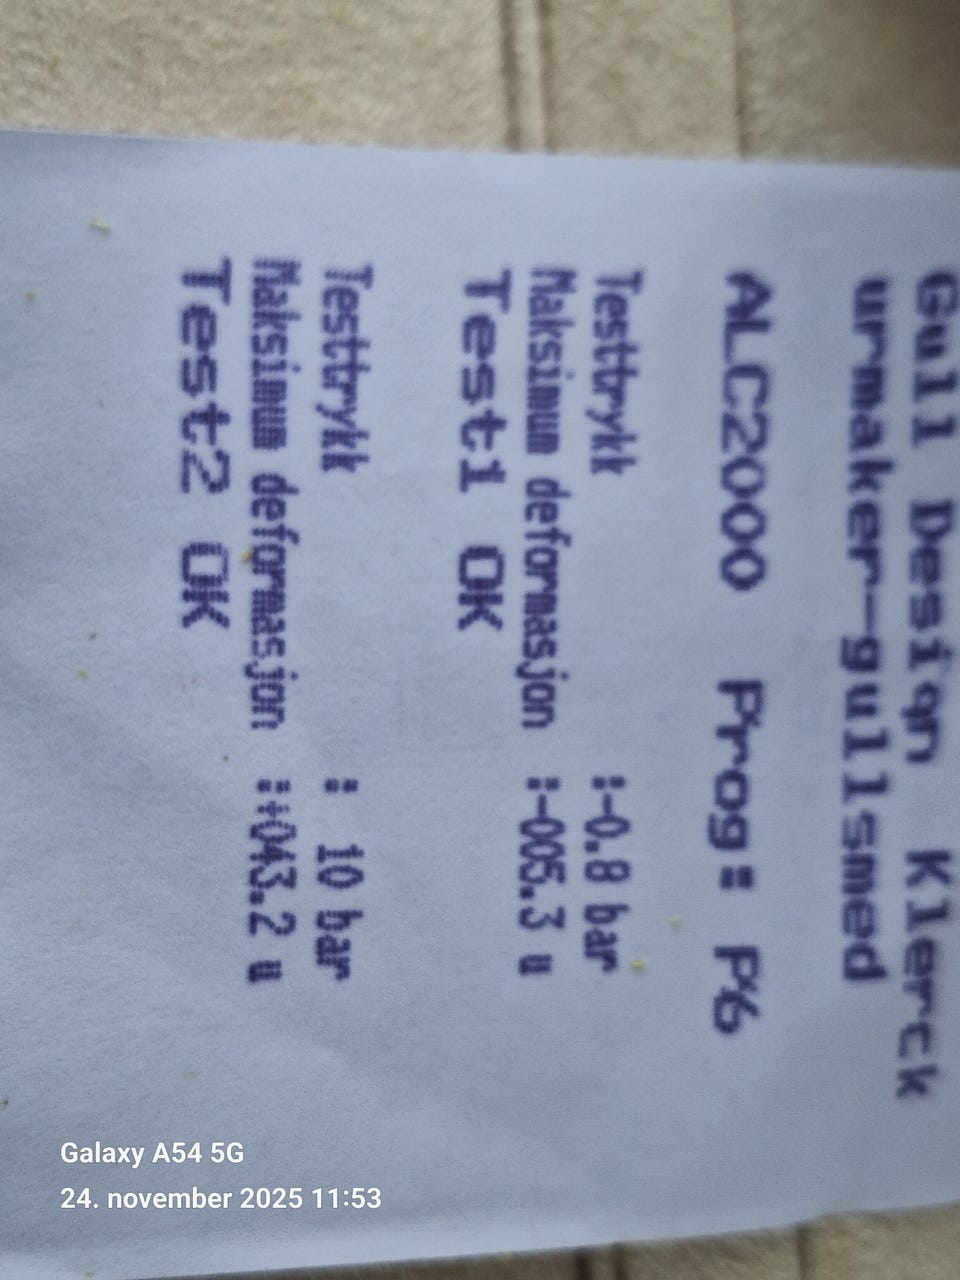 Gull Design Klerck
urmaker-gullsmed
ALC2000 Prog: P6
Testtrykk :-0.8 bar
Maksimum deformasjon :-005.3 u
Test1 OK
Testtrykk : 10 bar
Maksimum deformasjon :+043.2 u
Test2 OK
Galaxy A54 5G
24. november 2025 11:53